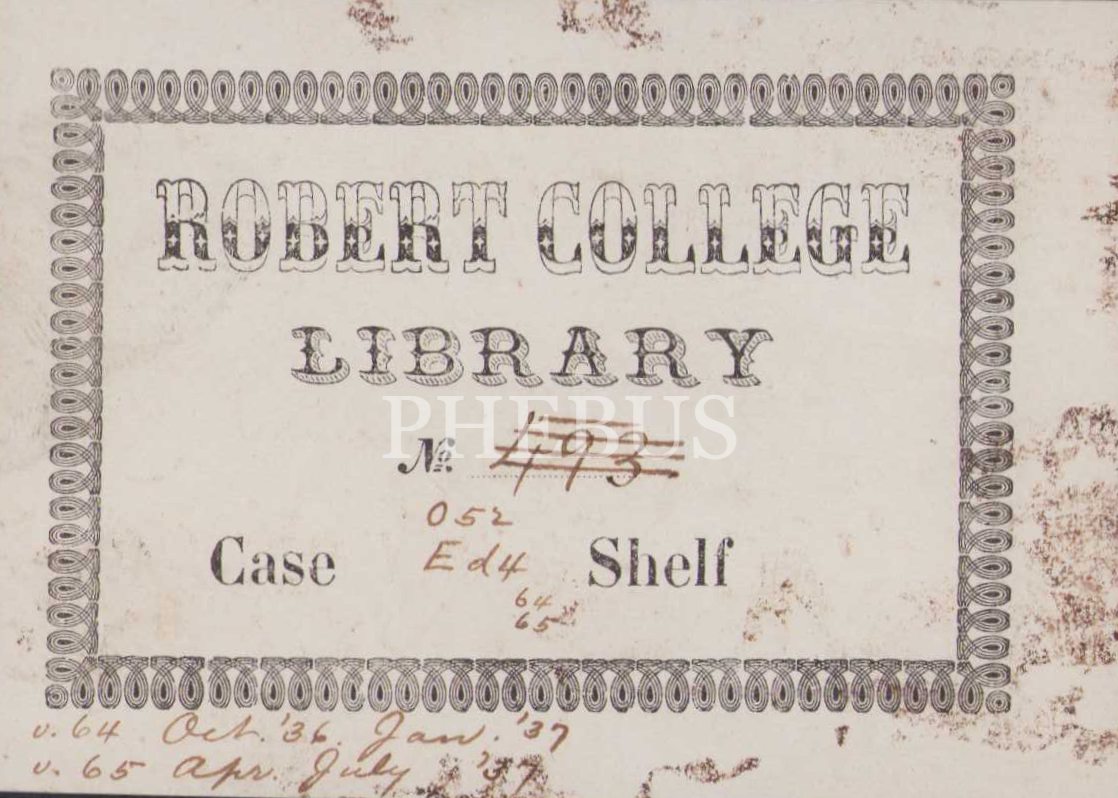 ROBERT COLLEGE
LIBRARY
PHEBUS
No. 493
052
Case Ed4 Shelf
64
65
v. 64 Oct. '36. Jan. '37
v. 65 Apr. July '37